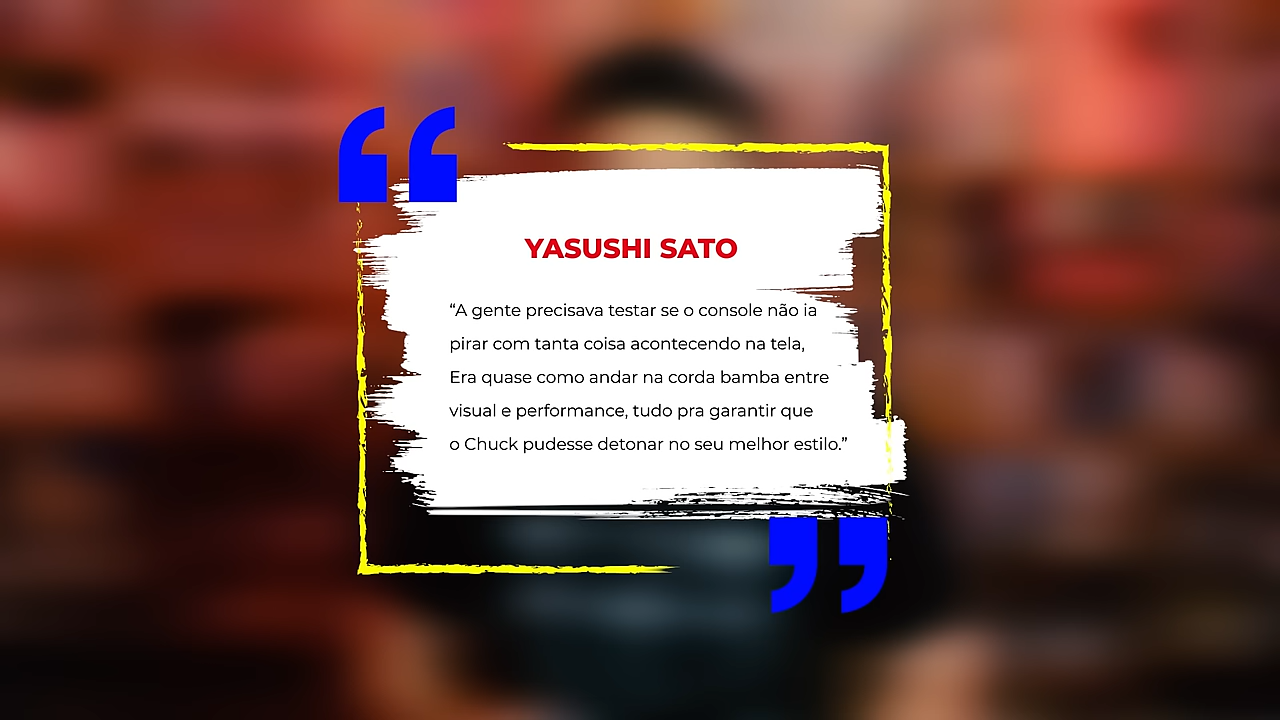 YASUSHI SATO
“A gente precisava testar se o console não ia
pirar com tanta coisa acontecendo na tela,
Era quase como andar na corda bamba entre
visual e performance, tudo pra garantir que
o Chuck pudesse detonar no seu melhor estilo.”